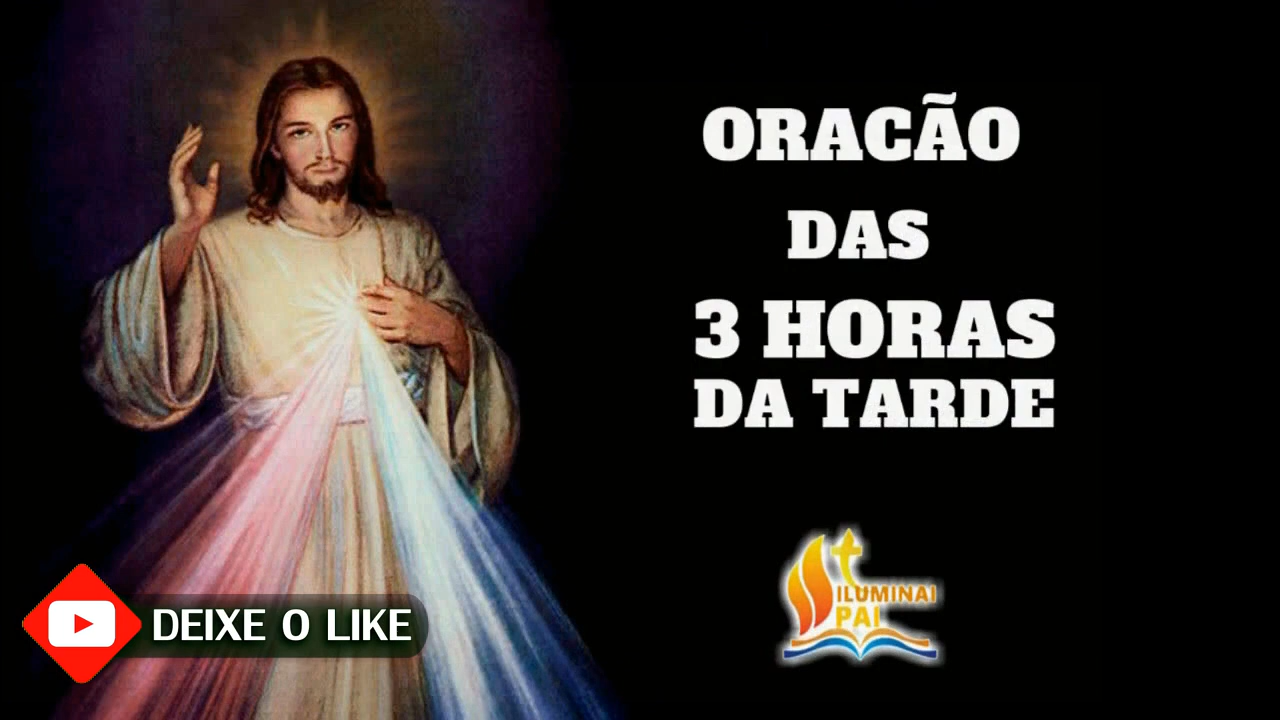 ORACÃO
DAS
3 HORAS
DA TARDE
ILUMINAI
PAI
DEIXE O LIKE